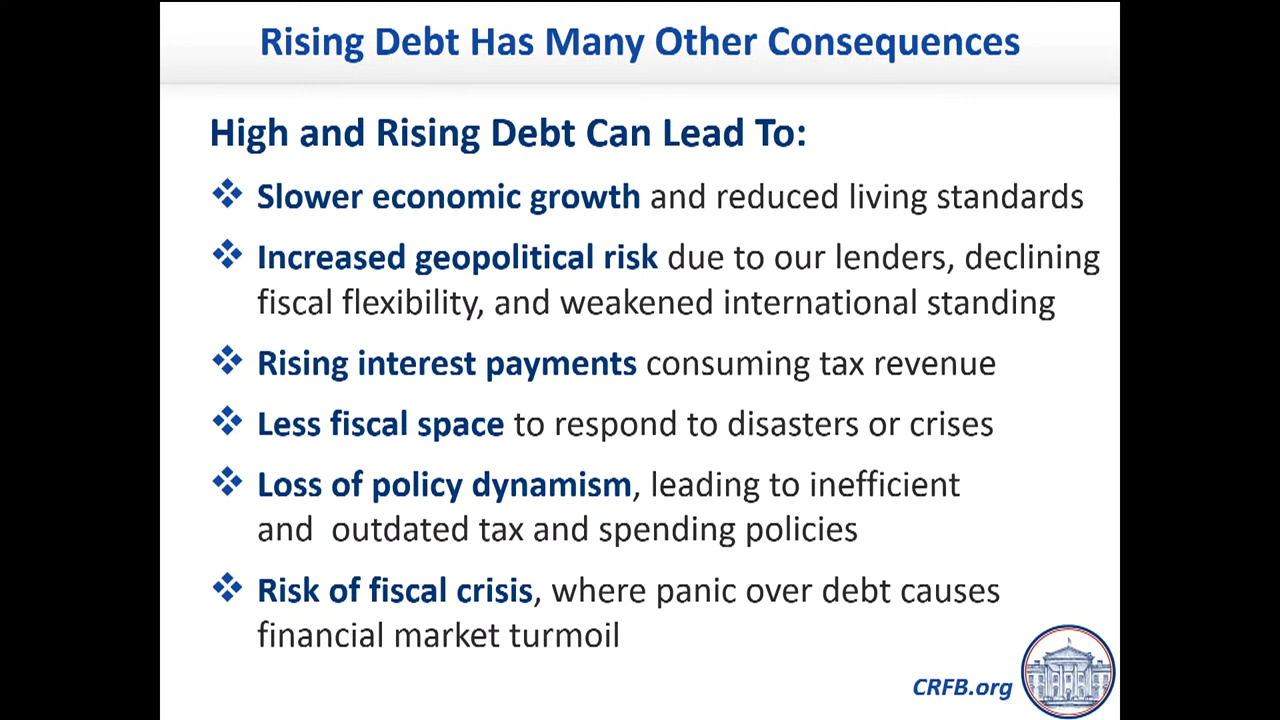 Rising Debt Has Many Other Consequences
High and Rising Debt Can Lead To:
Slower economic growth and reduced living standards
Increased geopolitical risk due to our lenders, declining
fiscal flexibility, and weakened international standing
Rising interest payments consuming tax revenue
Less fiscal space to respond to disasters or crises
Loss of policy dynamism, leading to inefficient
and  outdated tax and spending policies
Risk of fiscal crisis, where panic over debt causes
financial market turmoil
CRFB.org